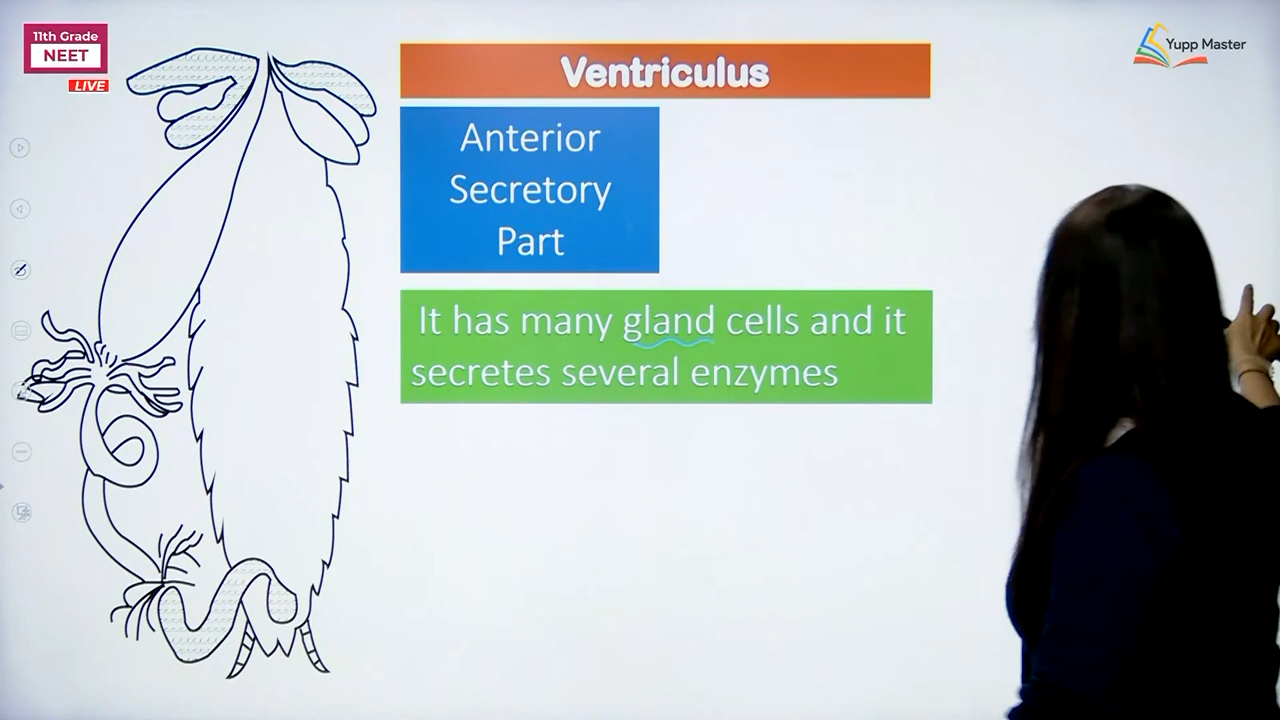 11th Grade
NEET
LIVE
Yupp Master
Ventriculus
Anterior
Secretory
Part
It has many gland cells and it
secretes several enzymes